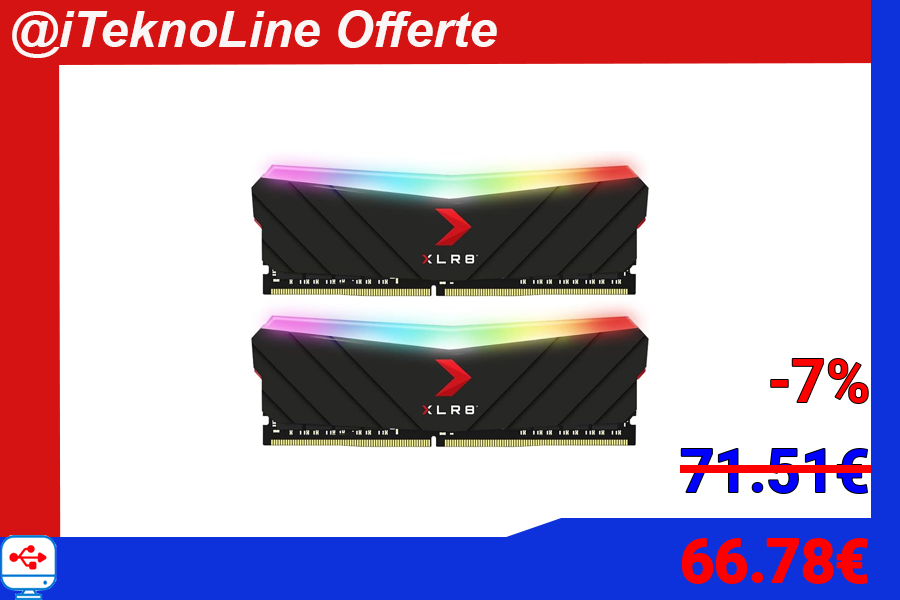 @iTeknoLine Offerte
XLR8
XLR8
-7%
71.51€
66.78€